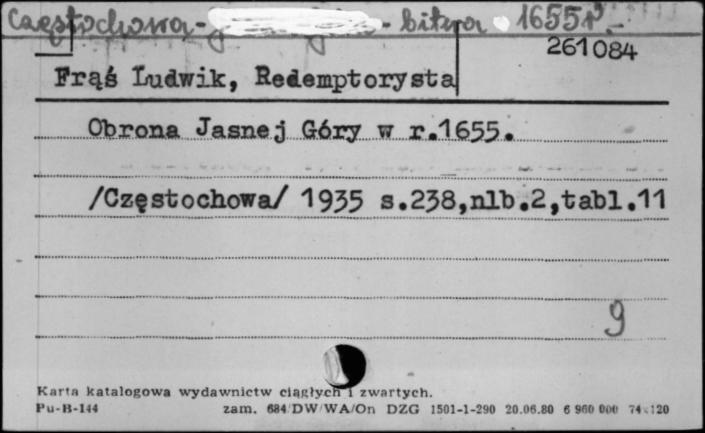 Częstochowa - - bitwa 1655 r.
261084
Frąś Ludwik, Redemptorysta
Obrona Jasnej Góry w r.1655.
/Częstochowa/ 1935 s.238,nlb.2,tabl.11
9
Karta katalogowa wydawnictw ciągłych i zwartych.
Pu-B-144 zam. 684/DW/WA/On DZG 1501-1-290 20.06.80 6 960 000 74×120